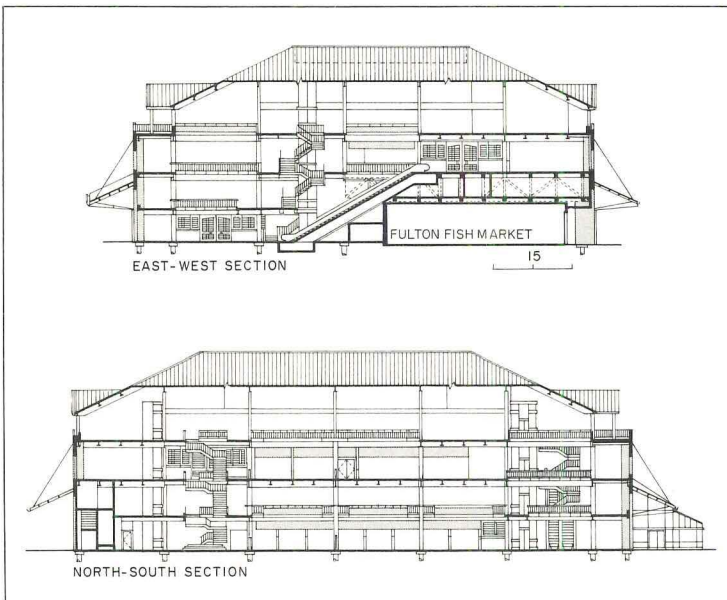 FULTON FISH MARKET
EAST-WEST SECTION
15
NORTH-SOUTH SECTION